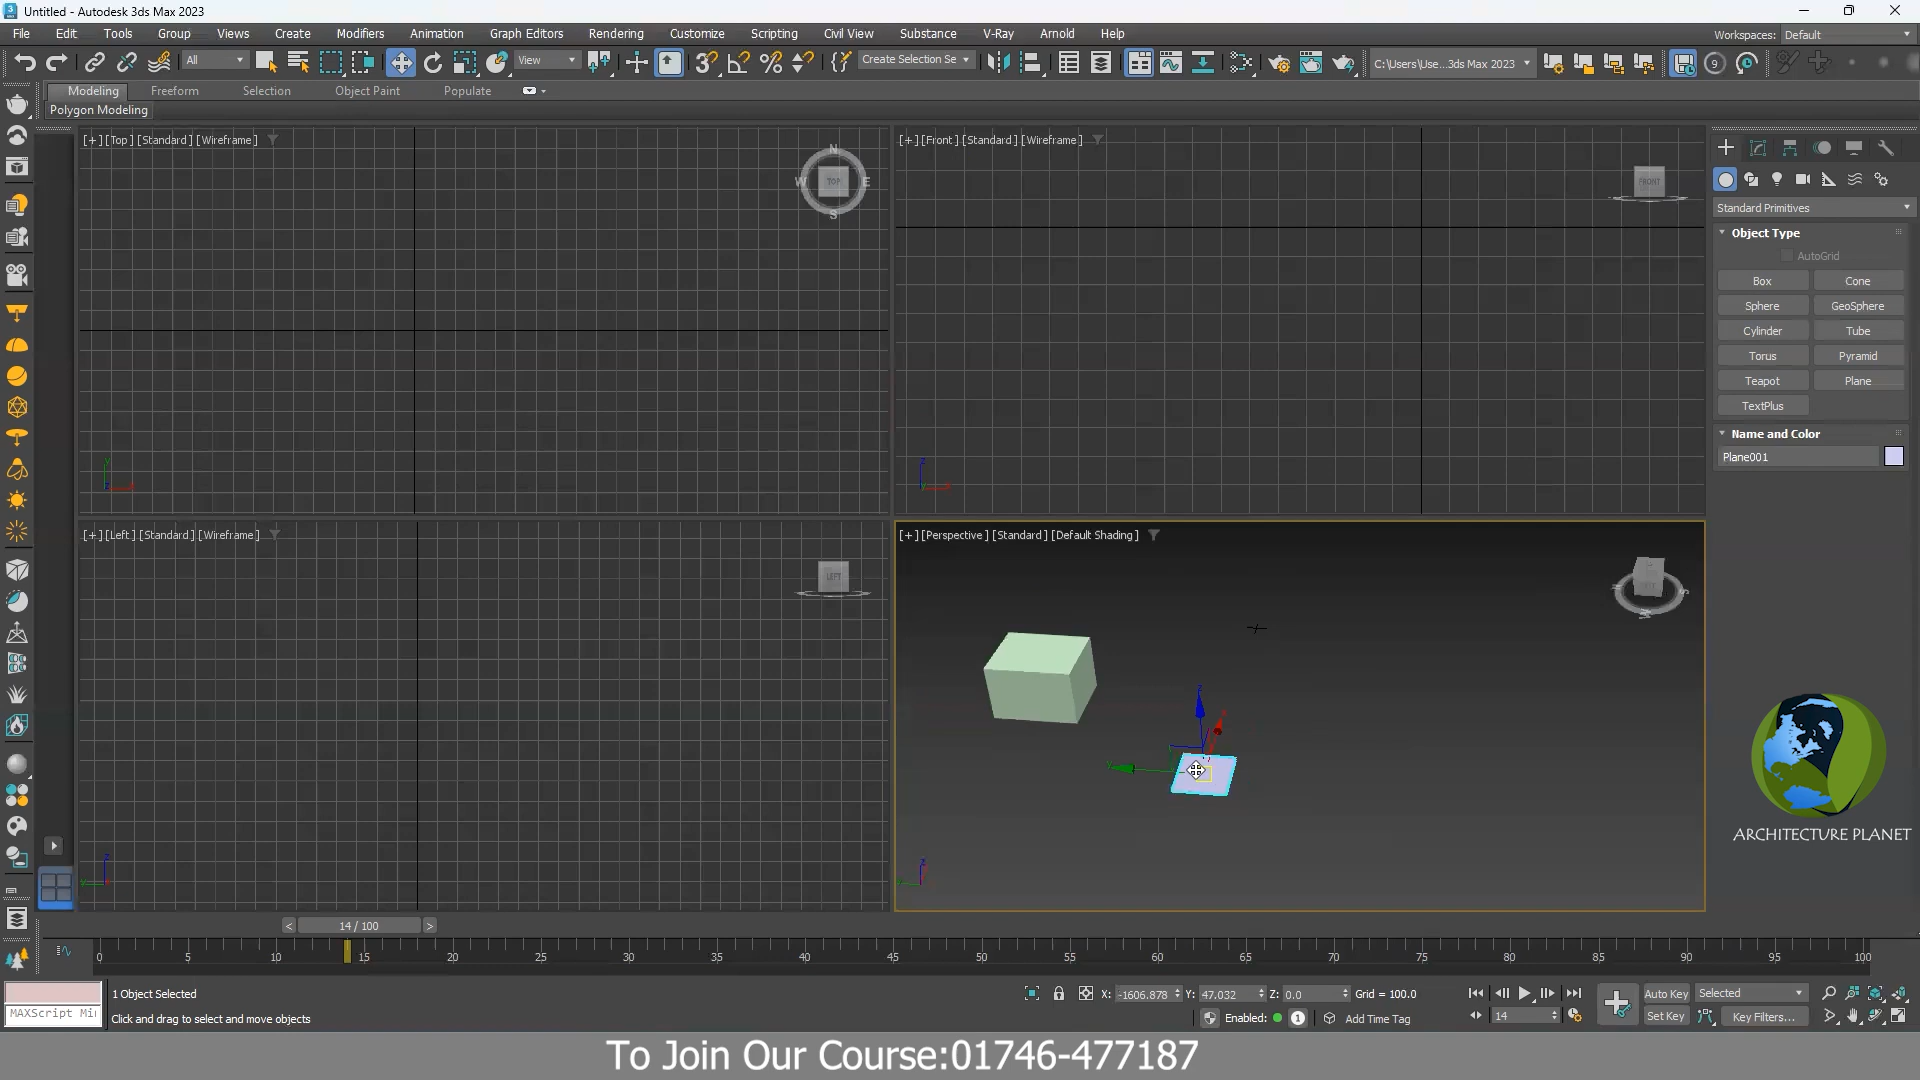 Untitled - Autodesk 3ds Max 2023
File Edit Tools Group Views Create Modifiers Animation Graph Editors Rendering Customize Scripting Civil View Substance V-Ray Arnold Help
Workspaces: Default
All View Create Selection Se C:\Users\Use...3ds Max 2023
Modeling Freeform Selection Object Paint Populate
Polygon Modeling
[+] [Top] [Standard] [Wireframe]
[+] [Front] [Standard] [Wireframe]
N
W TOP E
S
FRONT
Standard Primitives
Object Type
AutoGrid
Box Cone
Sphere GeoSphere
Cylinder Tube
Torus Pyramid
Teapot Plane
TextPlus
Name and Color
Plane001
[+] [Left] [Standard] [Wireframe]
[+] [Perspective] [Standard] [Default Shading]
LEFT
ARCHITECTURE PLANET
< 14 / 100 >
0 5 10 15 20 25 30 35 40 45 50 55 60 65 70 75 80 85 90 95 100
1 Object Selected
X: -1606.878 Y: 47.032 Z: 0.0 Grid = 100.0
Auto Key Selected
MAXScript Mi
Click and drag to select and move objects
Enabled: 1 Add Time Tag
14
Set Key Key Filters...
To Join Our Course:01746-477187